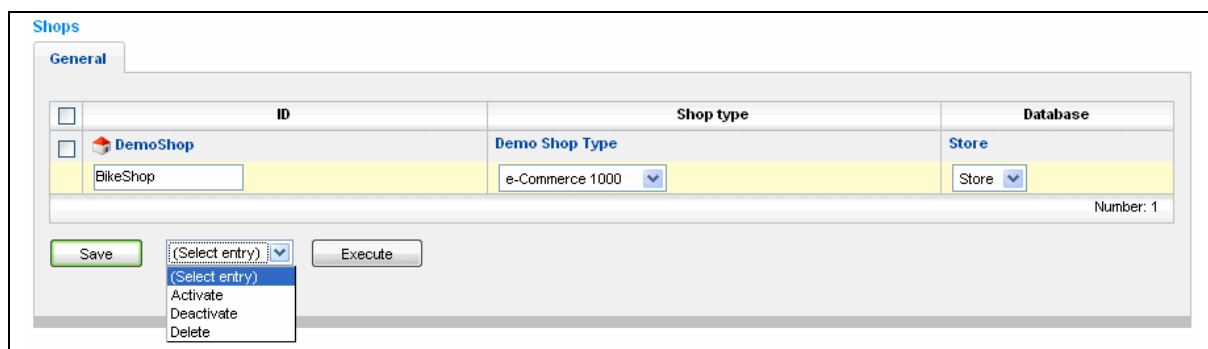 Shops
General
ID Shop type Database
DemoShop Demo Shop Type Store
BikeShop e-Commerce 1000 Store
Number: 1
Save (Select entry) Execute
(Select entry)
Activate
Deactivate
Delete